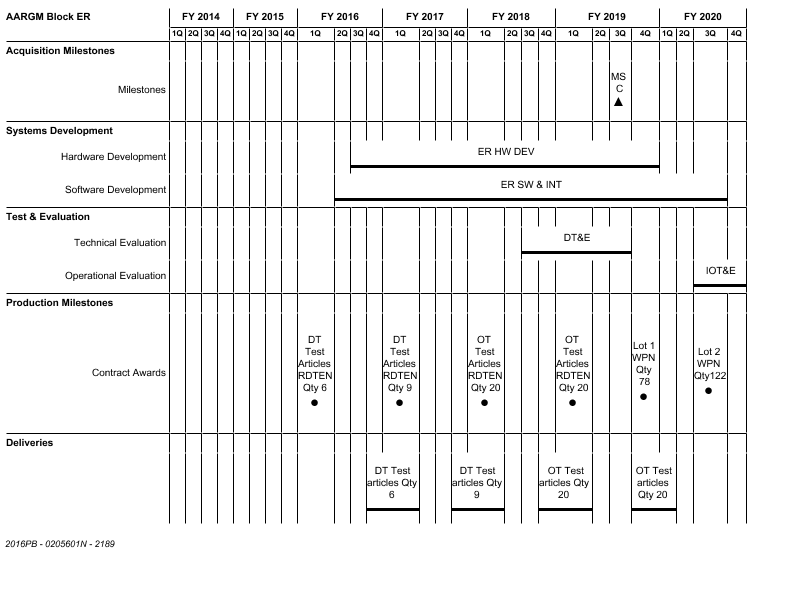 AARGM Block ER FY 2014 FY 2015 FY 2016 FY 2017 FY 2018 FY 2019 FY 2020
1Q 2Q 3Q 4Q 1Q 2Q 3Q 4Q 1Q 2Q 3Q 4Q 1Q 2Q 3Q 4Q 1Q 2Q 3Q 4Q 1Q 2Q 3Q 4Q 1Q 2Q 3Q 4Q
Acquisition Milestones
Milestones
MS
C
Systems Development
Hardware Development
ER HW DEV
Software Development
ER SW & INT
Test & Evaluation
Technical Evaluation
DT&E
Operational Evaluation
IOT&E
Production Milestones
Contract Awards
DT
Test
Articles
RDTEN
Qty 6
DT
Test
Articles
RDTEN
Qty 9
OT
Test
Articles
RDTEN
Qty 20
OT
Test
Articles
RDTEN
Qty 20
Lot 1
WPN
Qty
78
Lot 2
WPN
Qty122
Deliveries
DT Test
articles Qty
6
DT Test
articles Qty
9
OT Test
articles Qty
20
OT Test
articles
Qty 20
2016PB - 0205601N - 2189